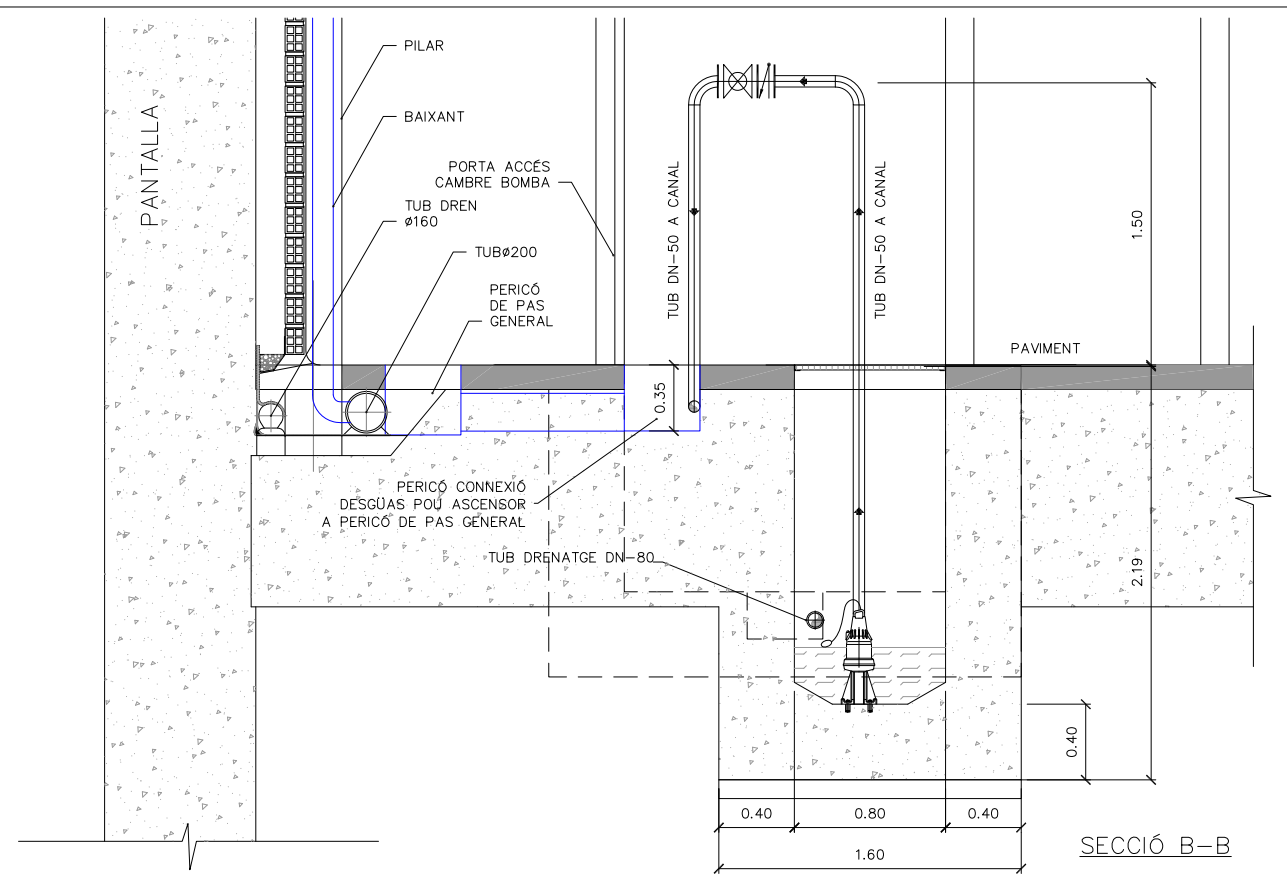 PILAR
BAIXANT
PANTALLA
PORTA ACCÉS
CAMBRE BOMBA
TUB DREN
ø160
TUBø200
PERICÓ
DE PAS
GENERAL
TUB DN-50 A CANAL
TUB DN-50 A CANAL
1.50
PAVIMENT
0.35
PERICÓ CONNEXIÓ
DESGÜAS POU ASCENSOR
A PERICÓ DE PAS GENERAL
TUB DRENATGE DN-80
2.19
0.40
0.40
0.80
0.40
1.60
SECCIÓ B-B